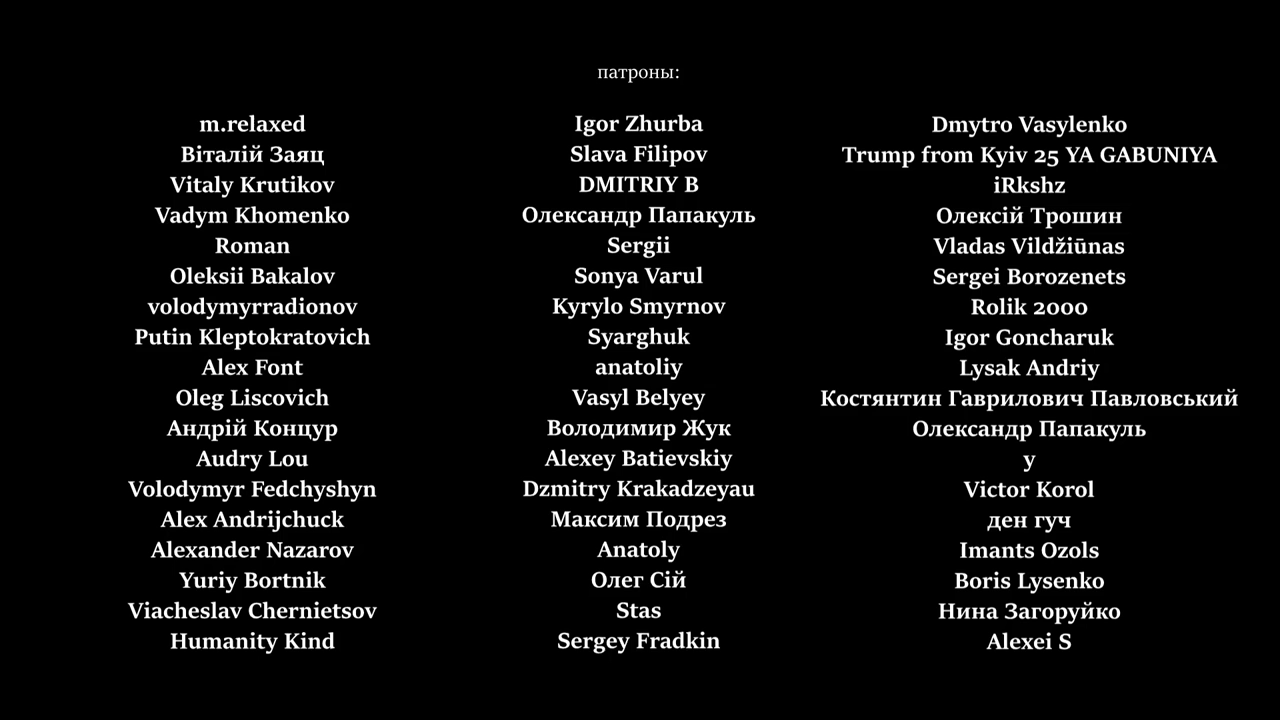 патроны:
m.relaxed
Віталій Заяц
Vitaly Krutikov
Vadym Khomenko
Roman
Oleksii Bakalov
volodymyrradionov
Putin Kleptokratovich
Alex Font
Oleg Liscovich
Андрій Концур
Audry Lou
Volodymyr Fedchyshyn
Alex Andrijchuck
Alexander Nazarov
Yuriy Bortnik
Viacheslav Chernietsov
Humanity Kind
Igor Zhurba
Slava Filipov
DMITRIY B
Олександр Папакуль
Sergii
Sonya Varul
Kyrylo Smyrnov
Syarghuk
anatoliy
Vasyl Belyey
Володимир Жук
Alexey Batievskiy
Dzmitry Krakadzeyau
Максим Подрез
Anatoly
Олег Сій
Stas
Sergey Fradkin
Dmytro Vasylenko
Trump from Kyiv 25 YA GABUNIYA
iRkshz
Олексій Трошин
Vladas Vildžiūnas
Sergei Borozenets
Rolik 2000
Igor Goncharuk
Lysak Andriy
Костянтин Гаврилович Павловський
Олександр Папакуль
y
Victor Korol
ден гуч
Imants Ozols
Boris Lysenko
Нина Загоруйко
Alexei S